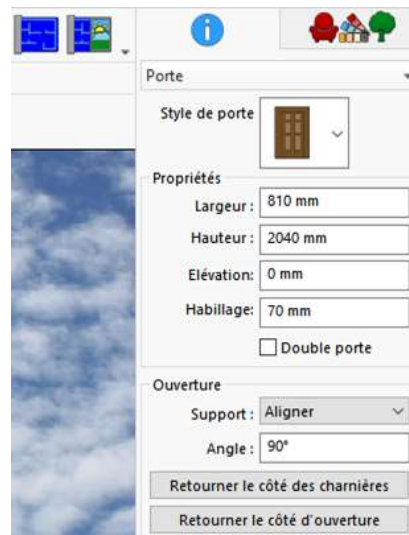 Porte
Style de porte
Propriétés
Largeur : 810 mm
Hauteur : 2040 mm
Elévation: 0 mm
Habillage: 70 mm
Double porte
Ouverture
Support : Aligner
Angle : 90°
Retourner le côté des charnières
Retourner le côté d'ouverture